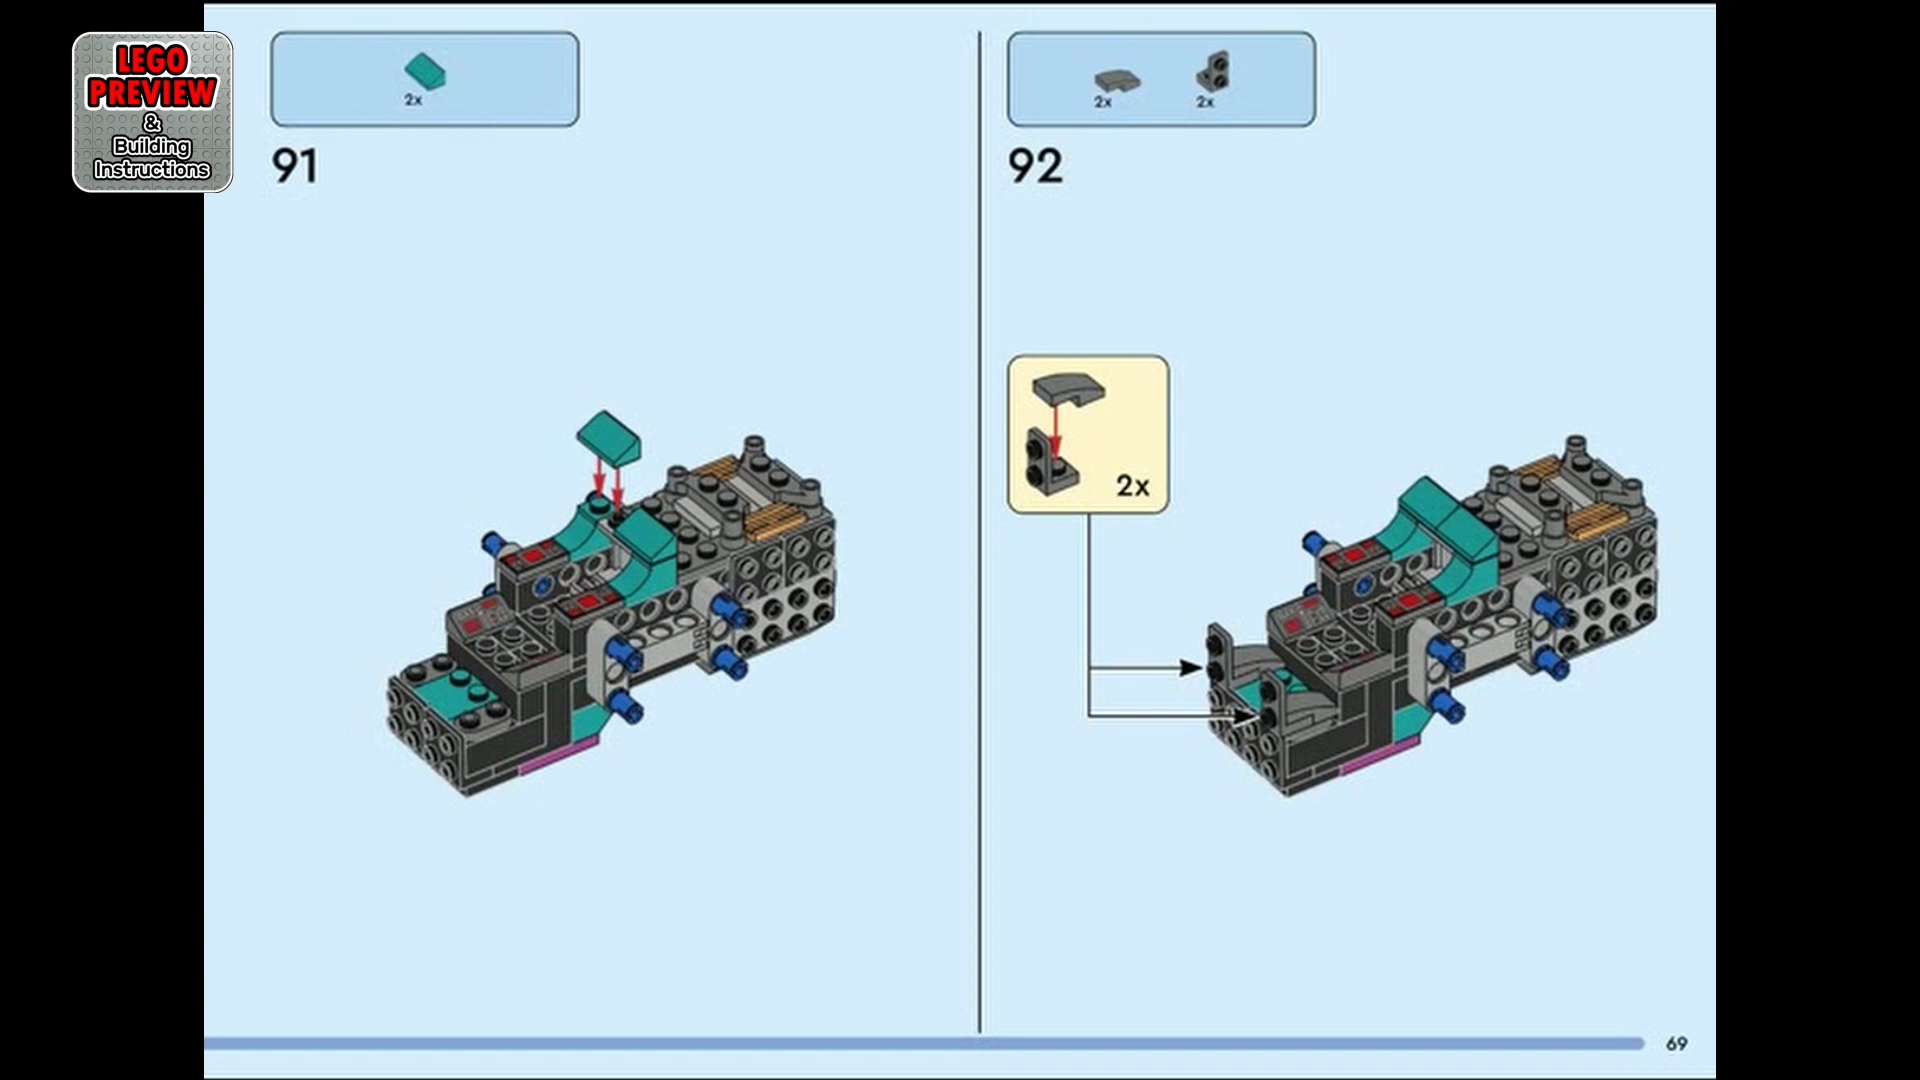 LEGO
PREVIEW
&
Building
Instructions
2x
91
2x 2x
92
2x
69